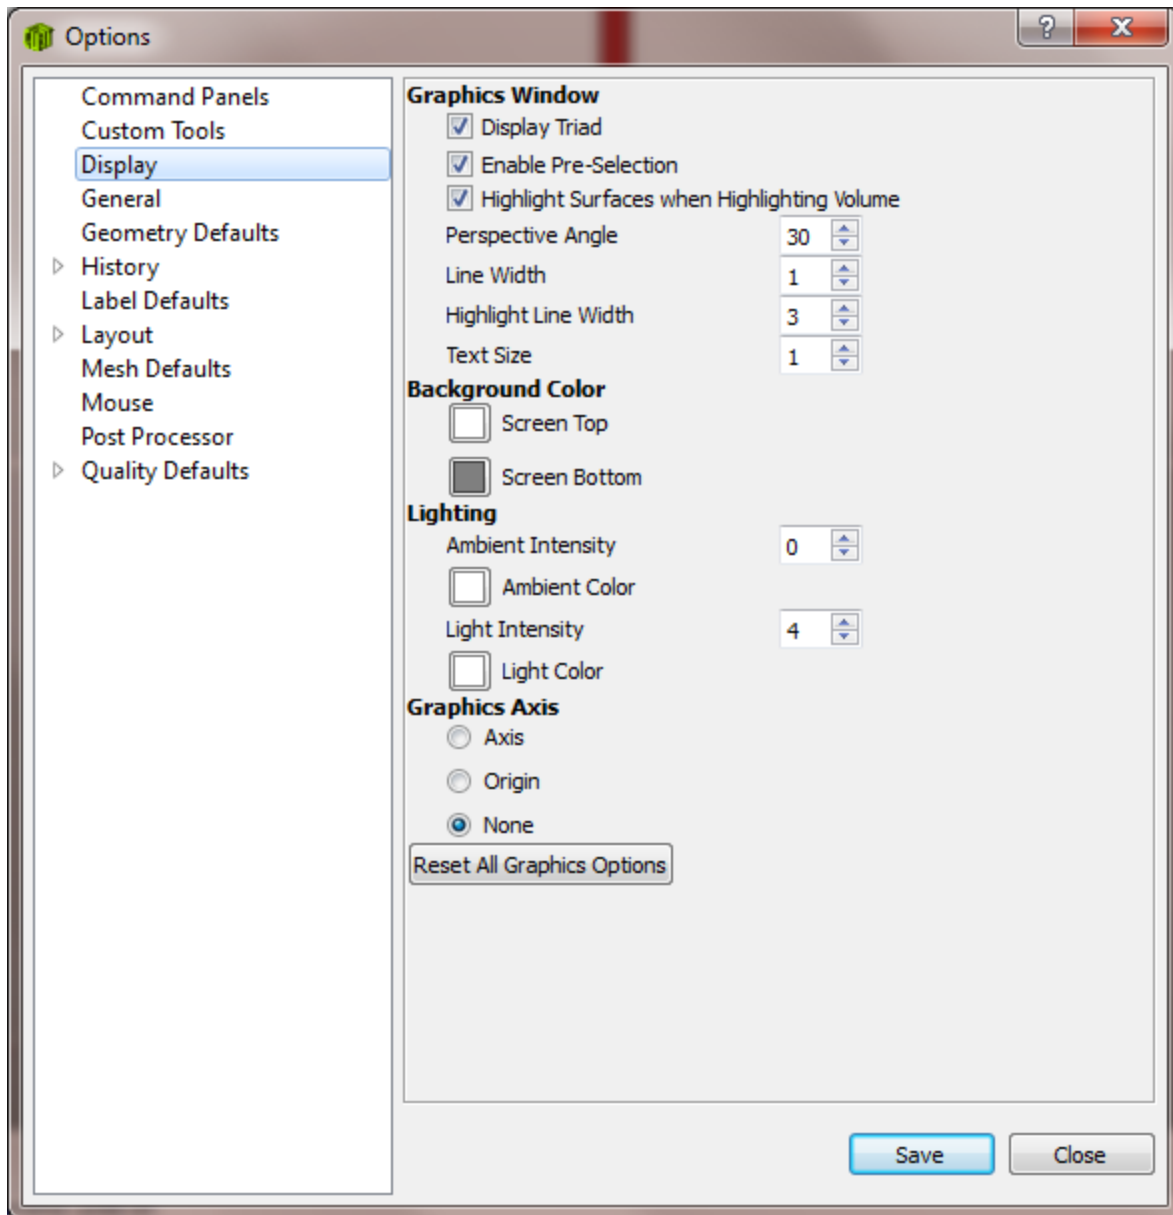 Options
?
X
Command Panels
Custom Tools
Display
General
Geometry Defaults
History
Label Defaults
Layout
Mesh Defaults
Mouse
Post Processor
Quality Defaults
Graphics Window
Display Triad
Enable Pre-Selection
Highlight Surfaces when Highlighting Volume
Perspective Angle 30
Line Width 1
Highlight Line Width 3
Text Size 1
Background Color
Screen Top
Screen Bottom
Lighting
Ambient Intensity 0
Ambient Color
Light Intensity 4
Light Color
Graphics Axis
Axis
Origin
None
Reset All Graphics Options
Save Close